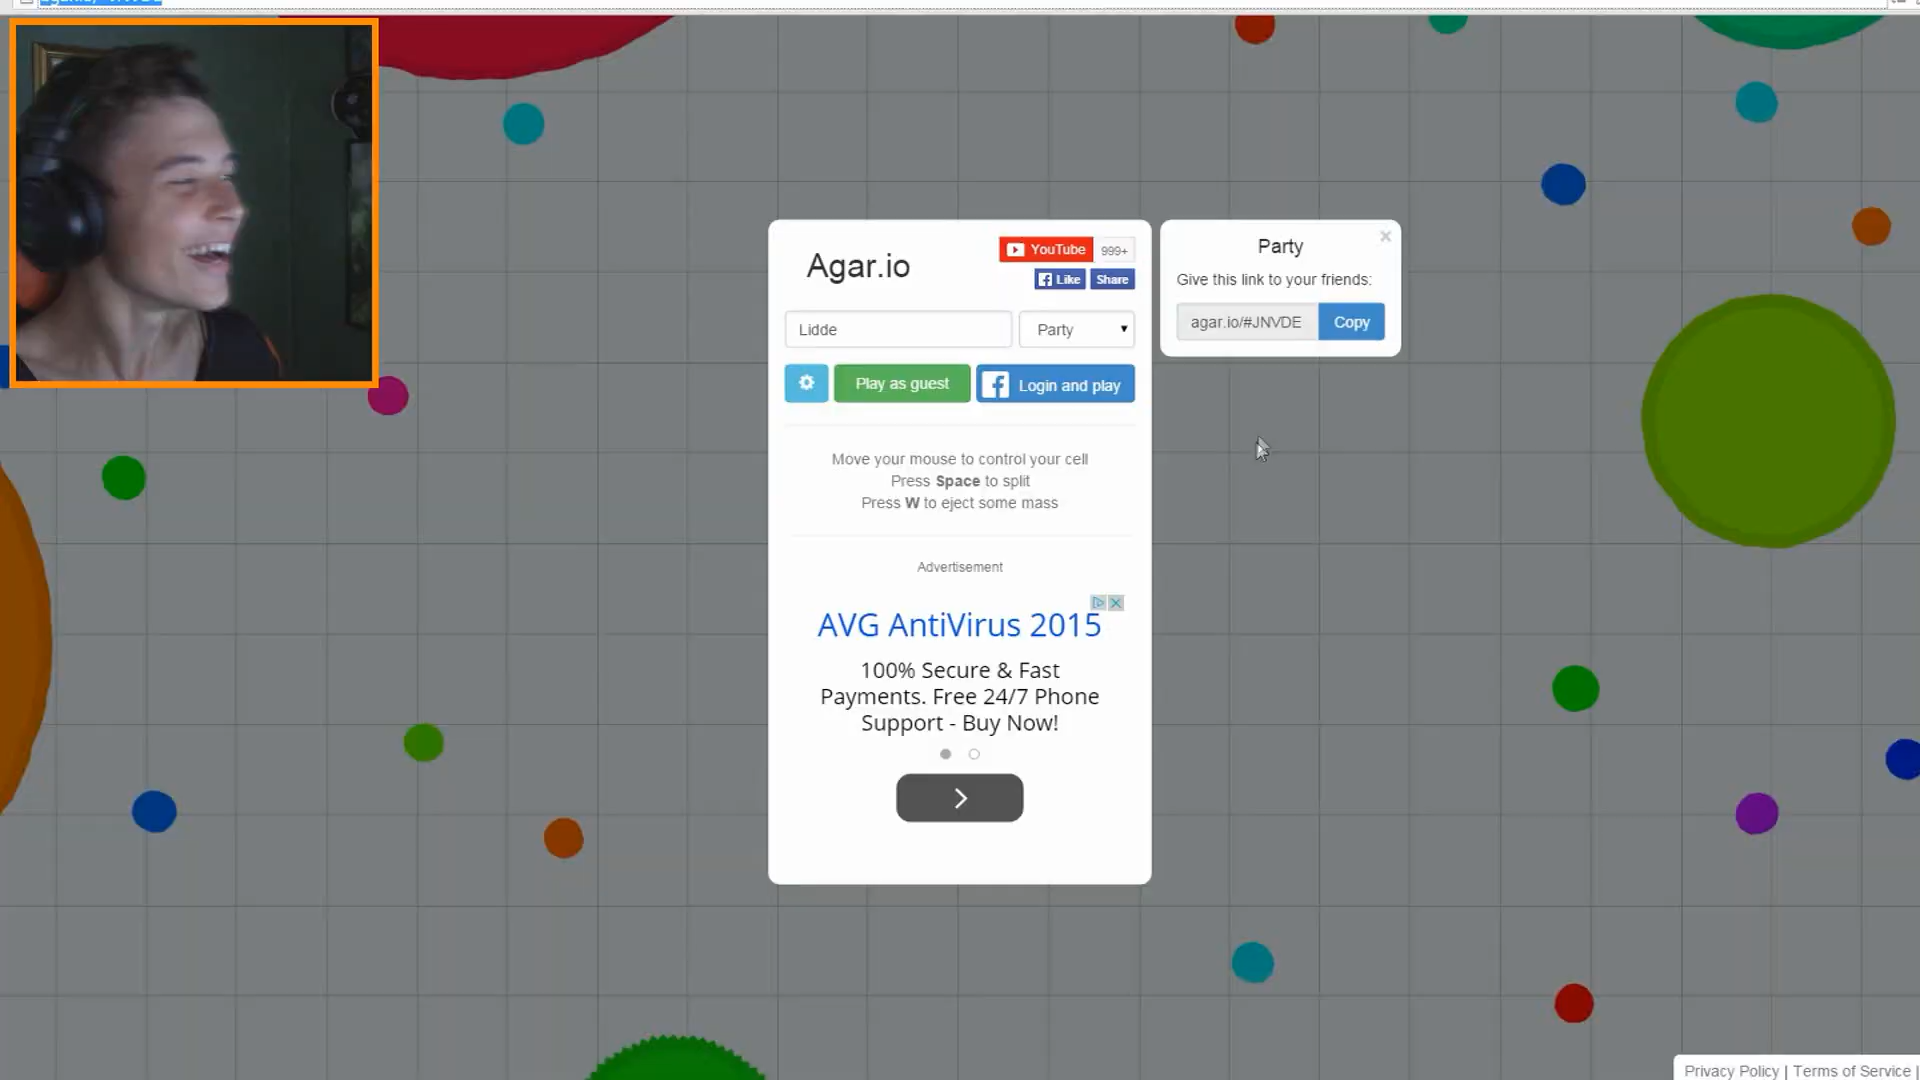 Agar.io
YouTube 999+
Like Share
Lidde
Party
Play as guest
Login and play
Move your mouse to control your cell
Press Space to split
Press W to eject some mass
Advertisement
AVG AntiVirus 2015
100% Secure & Fast
Payments. Free 24/7 Phone
Support - Buy Now!
Party
Give this link to your friends:
agar.io/#JNVDE Copy
Privacy Policy | Terms of Service |